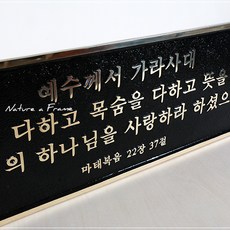 예수께서 가라사대
Nature a Frame
다하고 목숨을 다하고 뜻을
의 하나님을 사랑하라 하셨으
마태복음 22장 37절